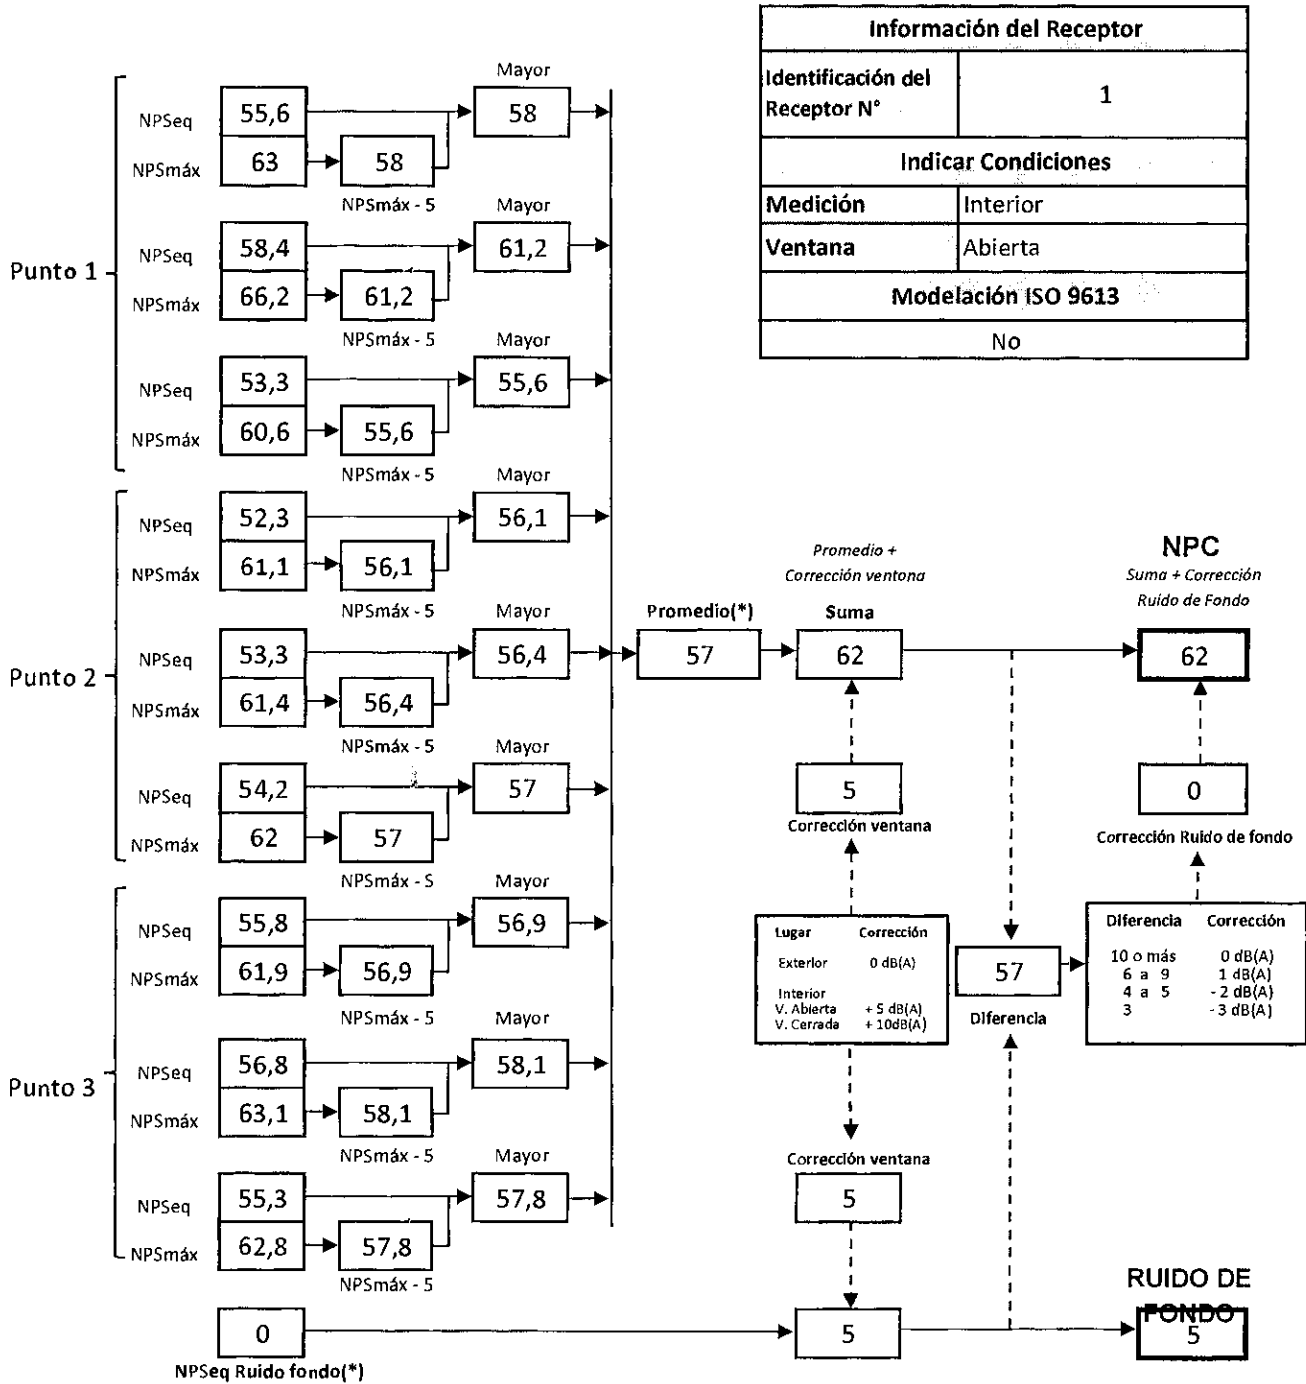 Información del Receptor
Identificación del
Receptor N°
1
Indicar Condiciones
Medición
Interior
Ventana
Abierta
Modelación ISO 9613
No
Punto 1
Mayor
NPSeq
55,6
58
NPSmáx
63
58
NPSmáx - 5
Mayor
NPSeq
58,4
61,2
NPSmáx
66,2
61,2
NPSmáx - 5
Mayor
NPSeq
53,3
55,6
NPSmáx
60,6
55,6
NPSmáx - 5
Punto 2
Mayor
NPSeq
52,3
56,1
NPSmáx
61,1
56,1
NPSmáx - 5
Mayor
NPSeq
53,3
56,4
NPSmáx
61,4
56,4
NPSmáx - 5
Mayor
NPSeq
54,2
57
NPSmáx
62
57
NPSmáx - S
Punto 3
Mayor
NPSeq
55,8
56,9
NPSmáx
61,9
56,9
NPSmáx - 5
Mayor
NPSeq
56,8
58,1
NPSmáx
63,1
58,1
NPSmáx - 5
Mayor
NPSeq
55,3
57,8
NPSmáx
62,8
57,8
NPSmáx - 5
0
NPSeq Ruido fondo(*)
Promedio(*)
57
Promedio +
Corrección ventana
Suma
62
5
Corrección ventana
Lugar Corrección
Exterior 0 dB(A)
Interior
V. Abierta + 5 dB(A)
V. Cerrada + 10dB(A)
Corrección ventana
5
5
57
Diferencia
NPC
Suma + Corrección
Ruido de Fondo
62
0
Corrección Ruido de fondo
Diferencia Corrección
10 o más 0 dB(A)
6 a 9 1 dB(A)
4 a 5 - 2 dB(A)
3 - 3 dB(A)
RUIDO DE
FONDO
5